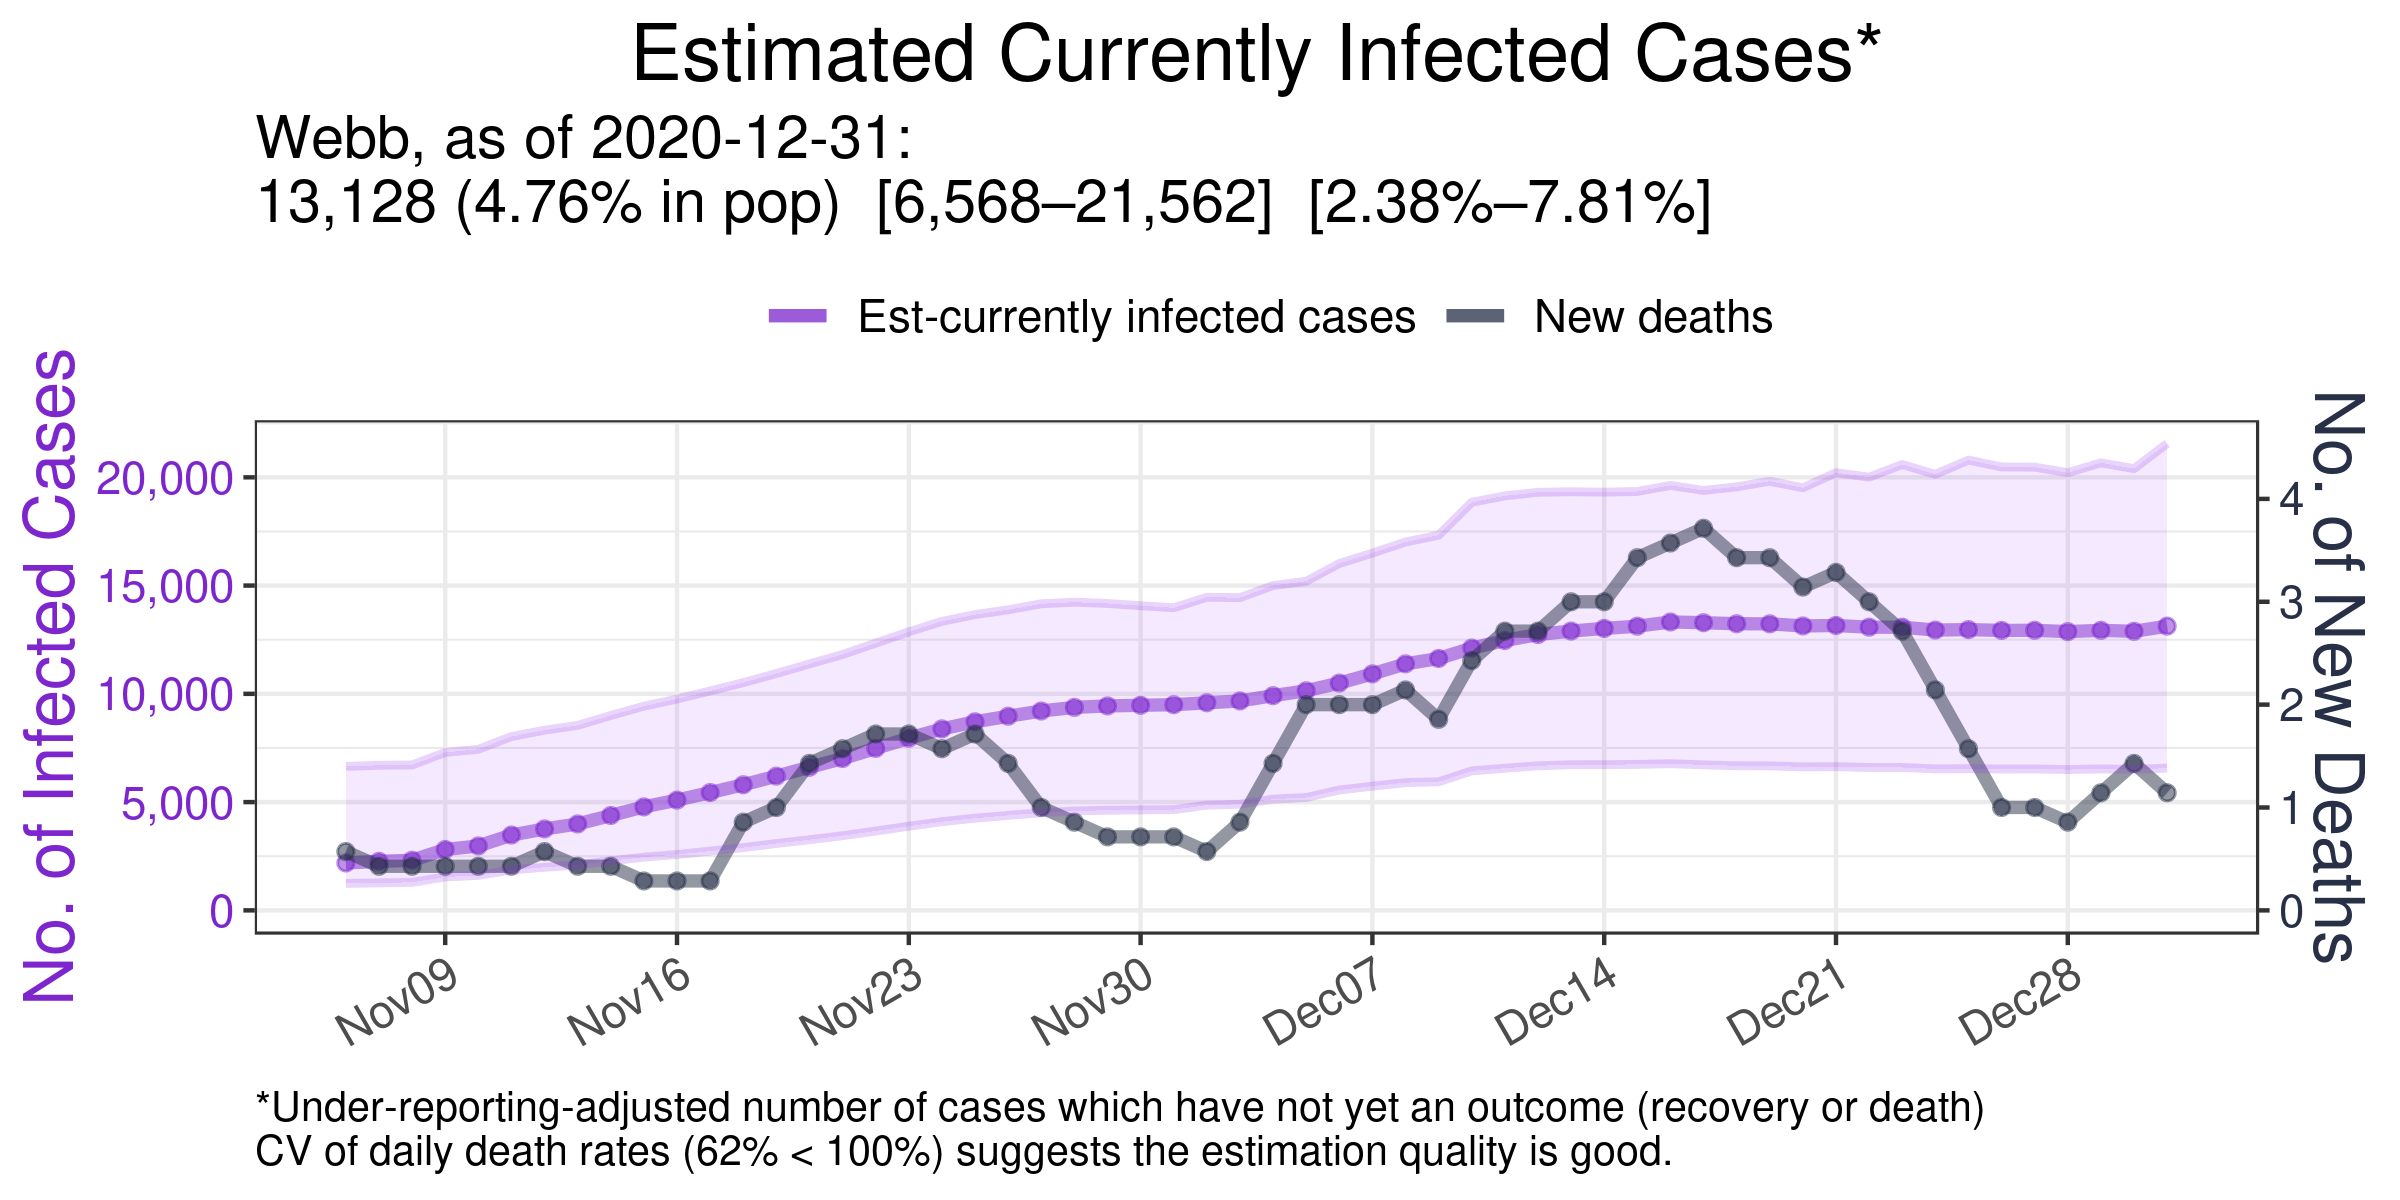 Estimated Currently Infected Cases*
Webb, as of 2020-12-31:
13,128 (4.76% in pop)  [6,568–21,562]  [2.38%–7.81%]
Est-currently infected cases
New deaths
No. of Infected Cases
20,000
15,000
10,000
5,000
0
No. of New Deaths
4
3
2
1
0
Nov09
Nov16
Nov23
Nov30
Dec07
Dec14
Dec21
Dec28
*Under-reporting-adjusted number of cases which have not yet an outcome (recovery or death)
CV of daily death rates (62% < 100%) suggests the estimation quality is good.